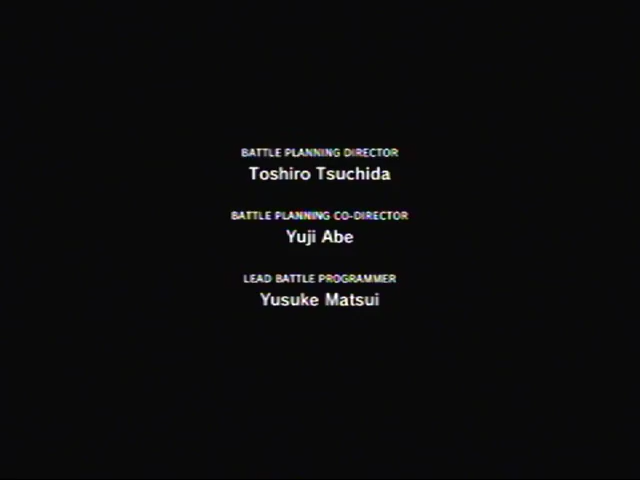 BATTLE PLANNING DIRECTOR
Toshiro Tsuchida
BATTLE PLANNING CO-DIRECTOR
Yuji Abe
LEAD BATTLE PROGRAMMER
Yusuke Matsui